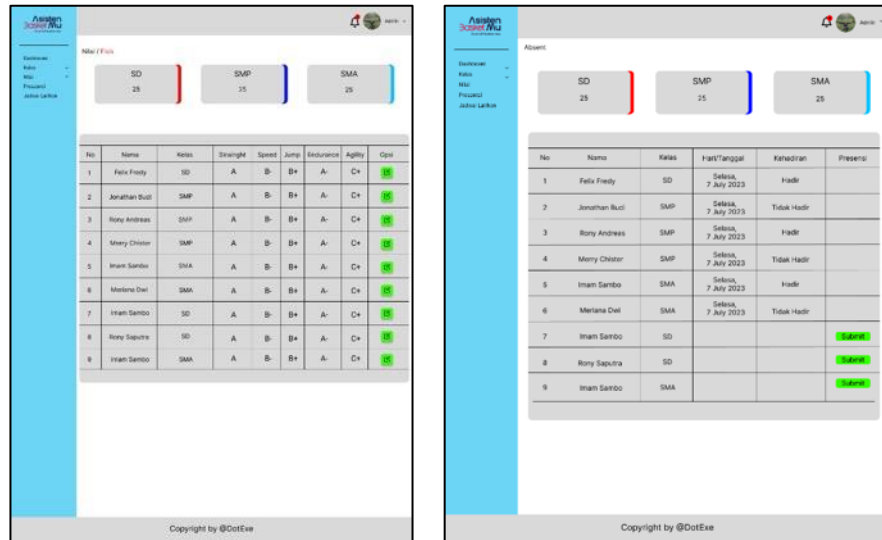 Asisten
Basket Mu
Admin
Nilai / Fisik
Dashboard
Kelas
Nilai
Presensi
Jadwal Latihan
SD
25
SMP
25
SMA
25
No Nama Kelas Speed Jump Agility Opsi
1 Felix Fredy SD A B- B+ A- C+
2 Jonathan Budi SMP A B- B+ A- C+
3 Rony Andreas SMP A B- B+ A- C+
4 Merry Chister SMP A B- B+ A- C+
5 Imam Sambo SMA A B- B+ A- C+
6 Meriana Dwi SMA A B- B+ A- C+
7 Imam Sambo SD A B- B+ A- C+
8 Rony Saputra SD A B- B+ A- C+
9 Imam Sambo SMA A B- B+ A- C+
Copyright by @DotExe
Asisten
Basket Mu
Admin
Absent
Dashboard
Kelas
Nilai
Presensi
Jadwal Latihan
SD
25
SMP
25
SMA
25
No Nama Kelas Hari/Tanggal Kehadiran Presensi
1 Felix Fredy SD Selasa, 7 July 2023 Hadir
2 Jonathan Budi SMP Selasa, 7 July 2023 Tidak Hadir
3 Rony Andreas SMP Selasa, 7 July 2023 Hadir
4 Merry Chister SMP Selasa, 7 July 2023 Tidak Hadir
5 Imam Sambo SMA Selasa, 7 July 2023 Hadir
6 Meriana Dwi SMA Selasa, 7 July 2023 Tidak Hadir
7 Imam Sambo SD Submit
8 Rony Saputra SD Submit
9 Imam Sambo SMA Submit
Copyright by @DotExe